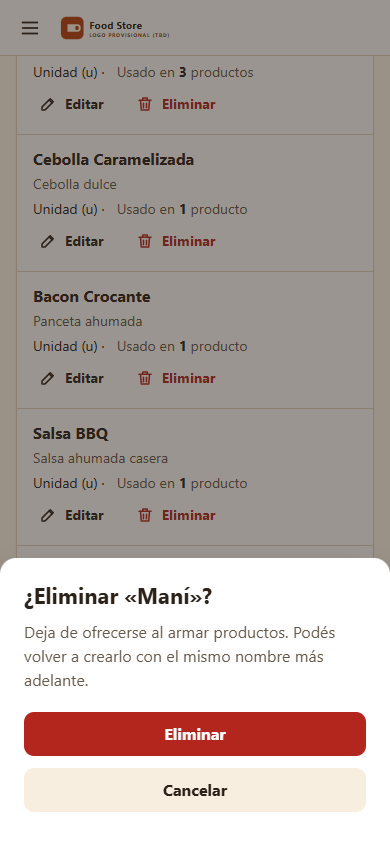 Food Store
LOGO PROVISIONAL (TBD)
Unidad (u) · Usado en 3 productos
Editar Eliminar
Cebolla Caramelizada
Cebolla dulce
Unidad (u) · Usado en 1 producto
Editar Eliminar
Bacon Crocante
Panceta ahumada
Unidad (u) · Usado en 1 producto
Editar Eliminar
Salsa BBQ
Salsa ahumada casera
Unidad (u) · Usado en 1 producto
Editar Eliminar
¿Eliminar «Maní»?
Deja de ofrecerse al armar productos. Podés
volver a crearlo con el mismo nombre más
adelante.
Eliminar
Cancelar